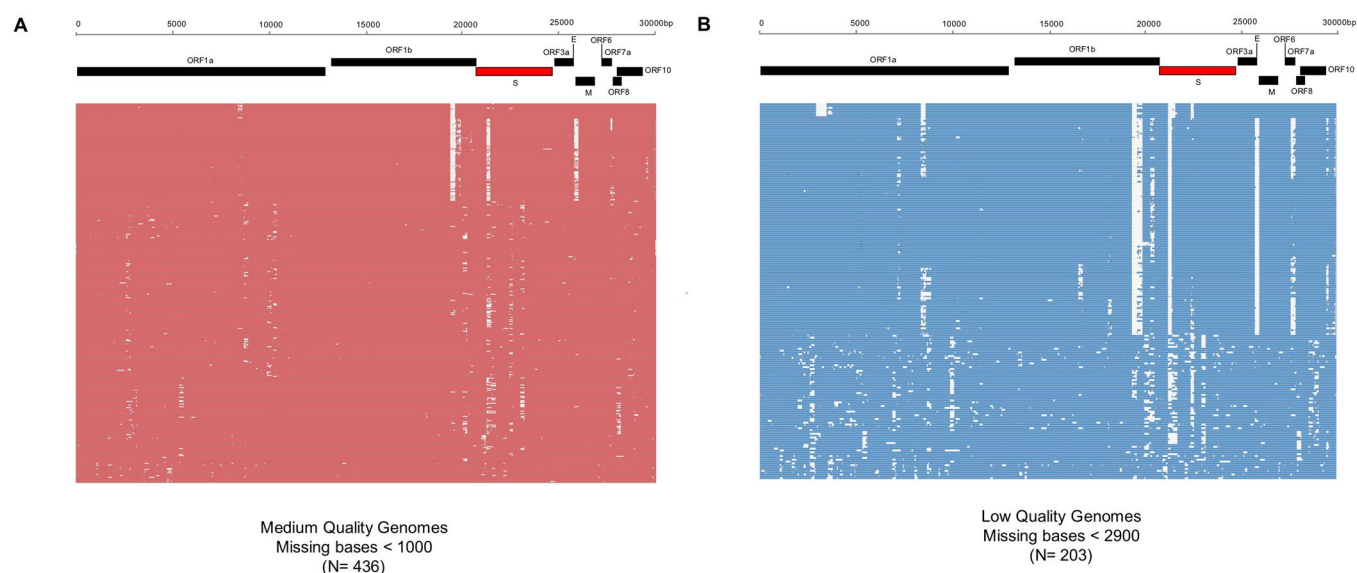 A
0 5000 10000 15000 20000 25000 30000bp
E ORF6
ORF1b ORF3a ORF7a
ORF1a ORF10
S M ORF8
Medium Quality Genomes
Missing bases < 1000
(N= 436)
B
0 5000 10000 15000 20000 25000 30000bp
E ORF6
ORF1b ORF3a ORF7a
ORF1a ORF10
S M ORF8
Low Quality Genomes
Missing bases < 2900
(N= 203)